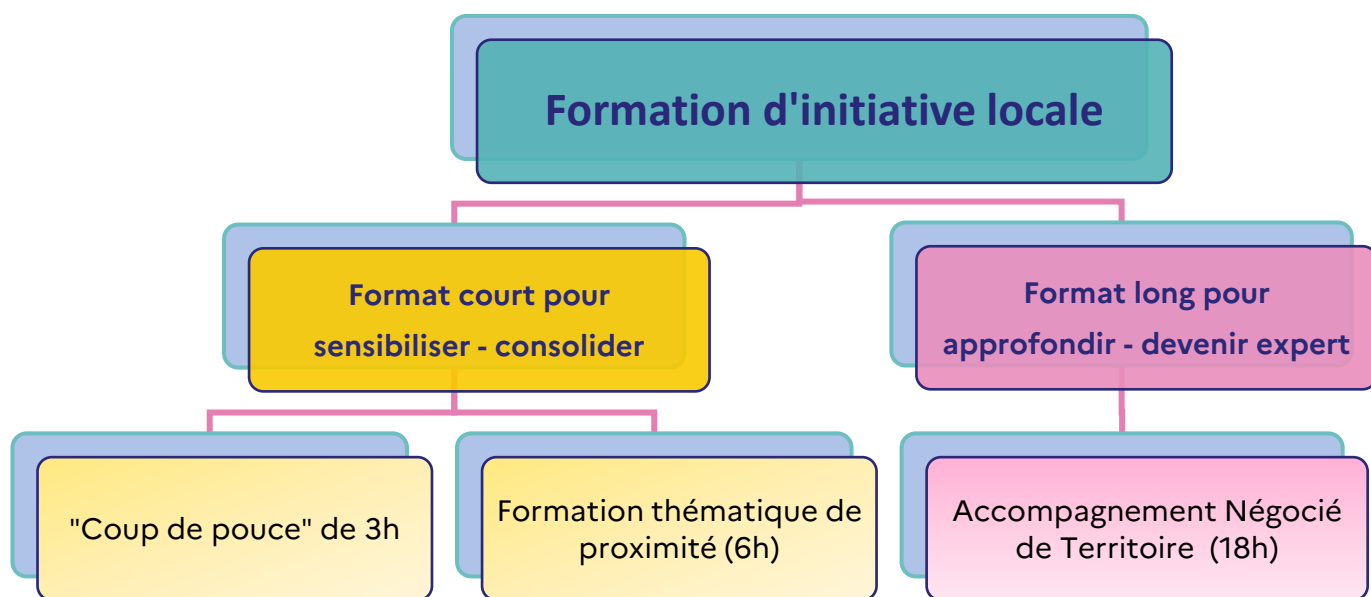 Formation d'initiative locale
Format court pour
sensibiliser - consolider
Format long pour
approfondir - devenir expert
"Coup de pouce" de 3h
Formation thématique de
proximité (6h)
Accompagnement Négocié
de Territoire (18h)